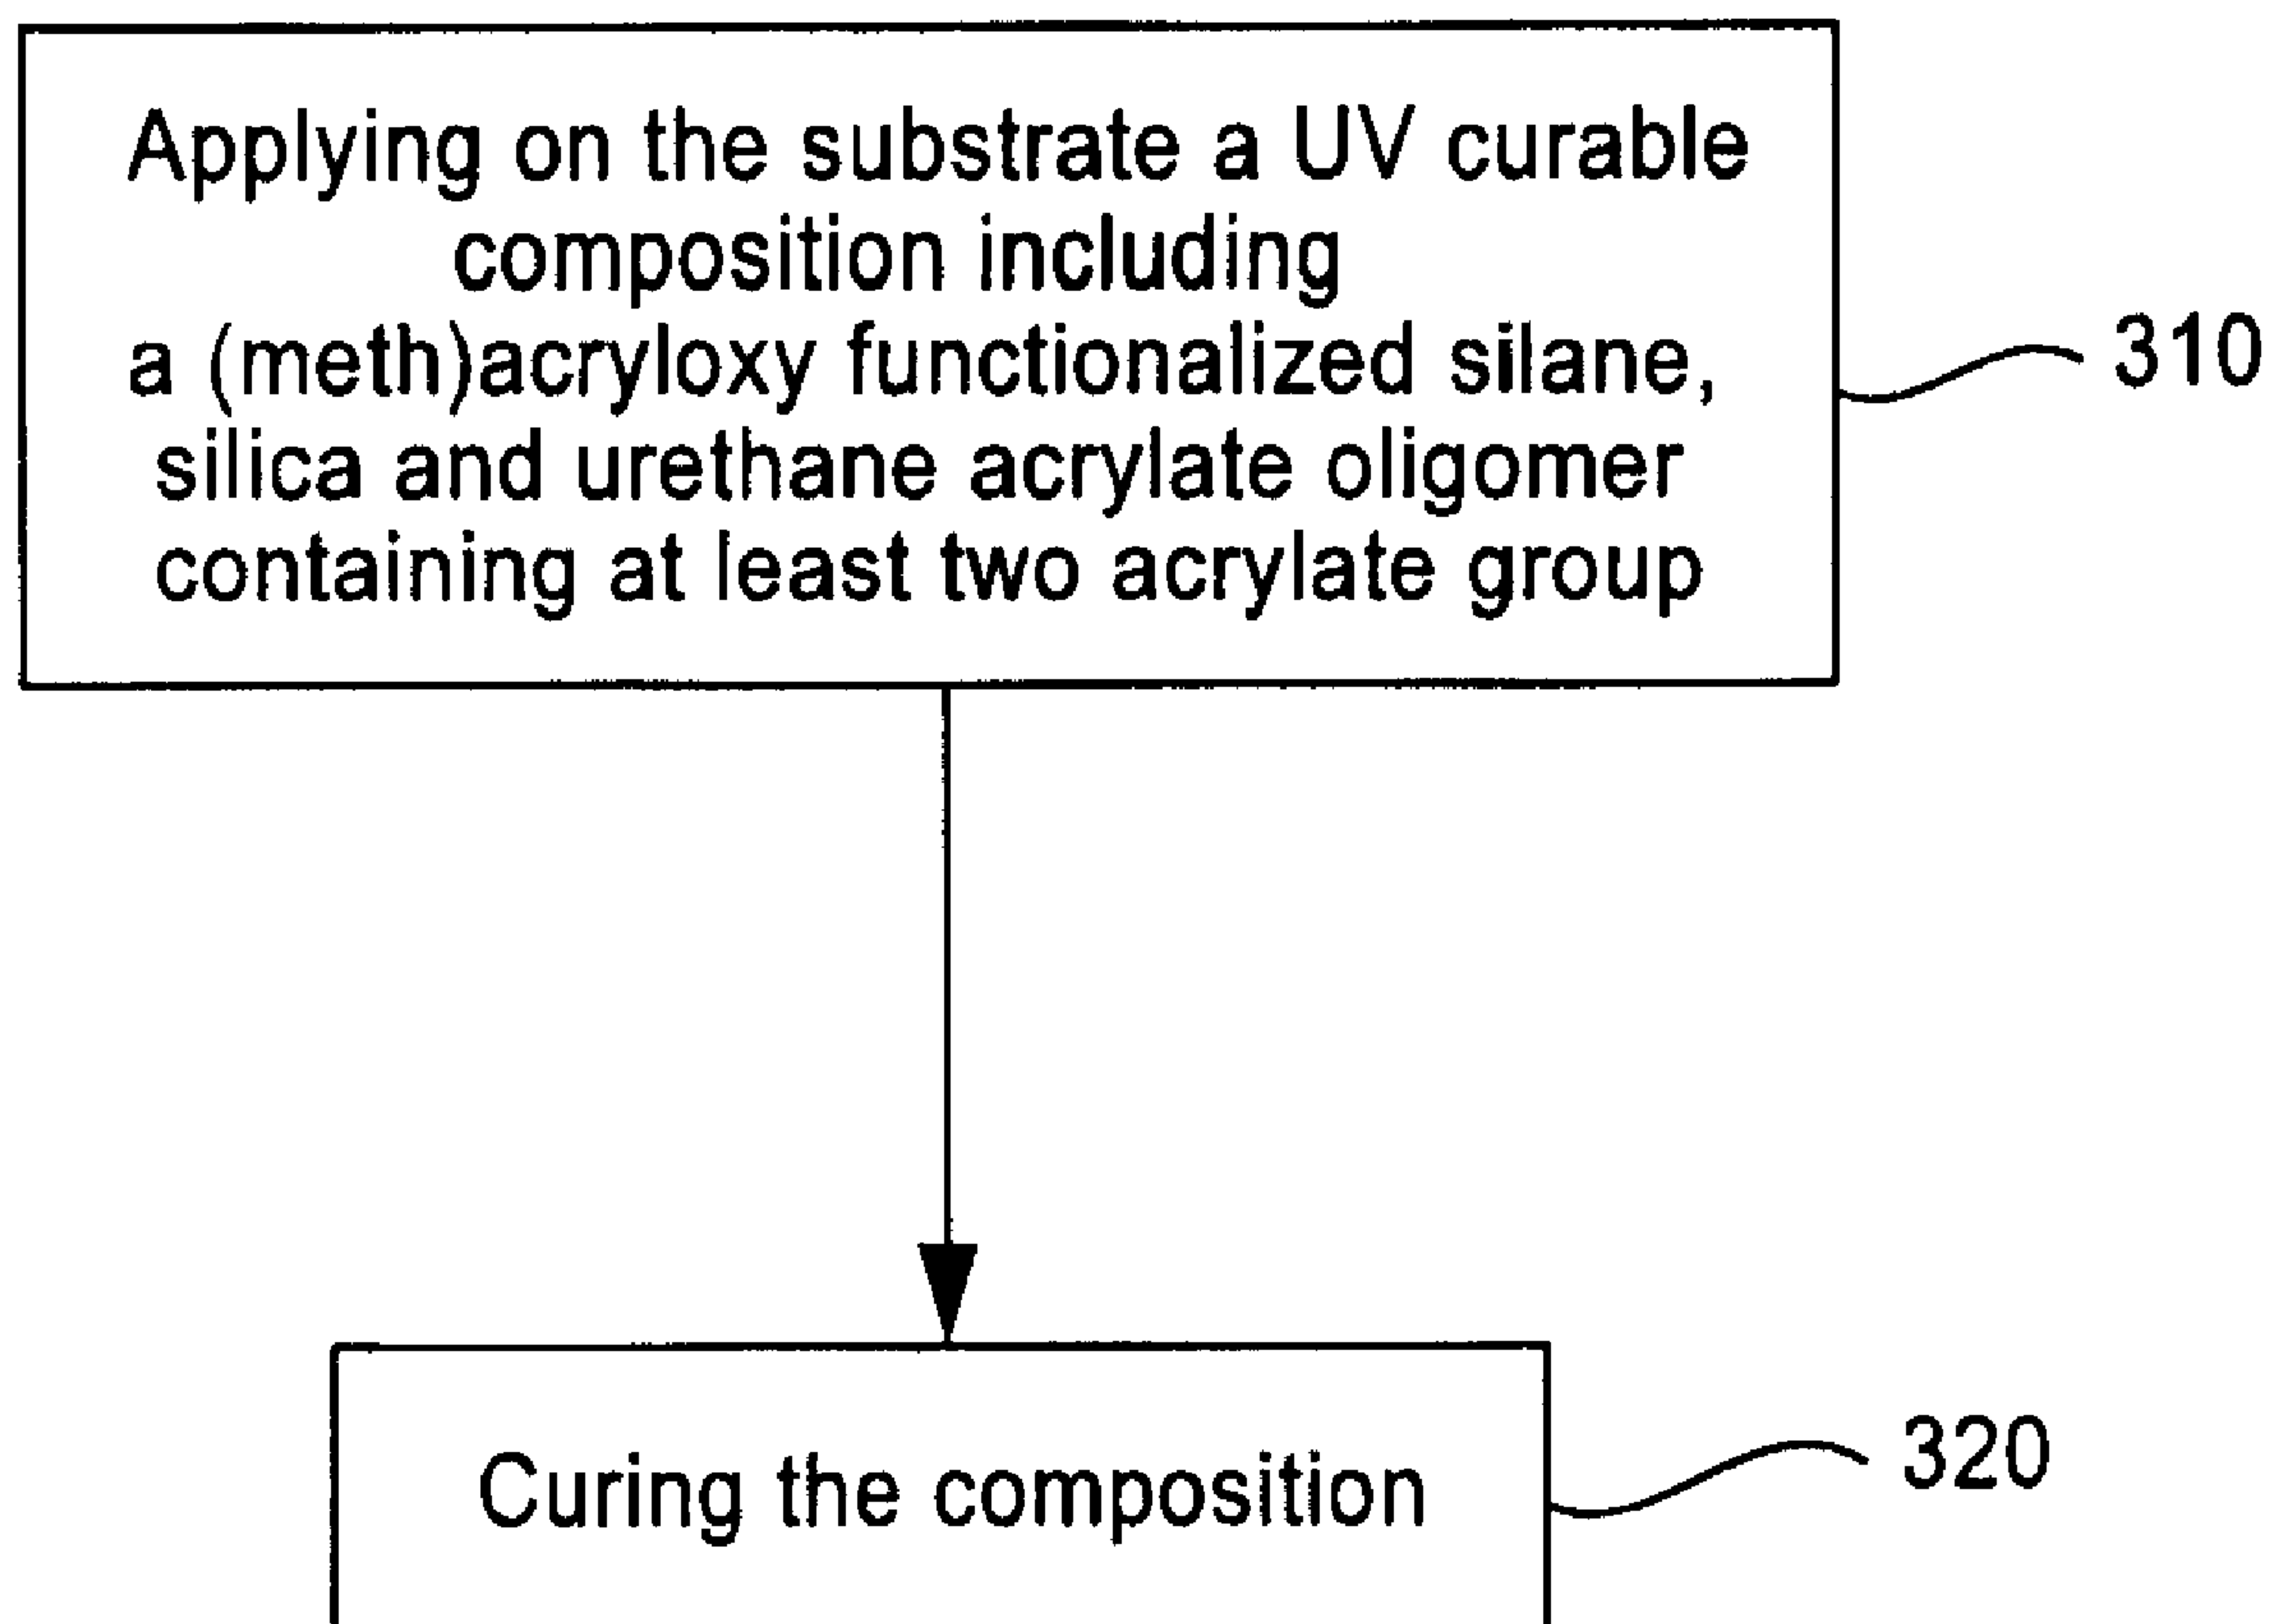 Applying on the substrate a UV curable
composition including
a (meth)acryloxy functionalized silane,
silica and urethane acrylate oligomer
containing at least two acrylate group
310
Curing the composition
320